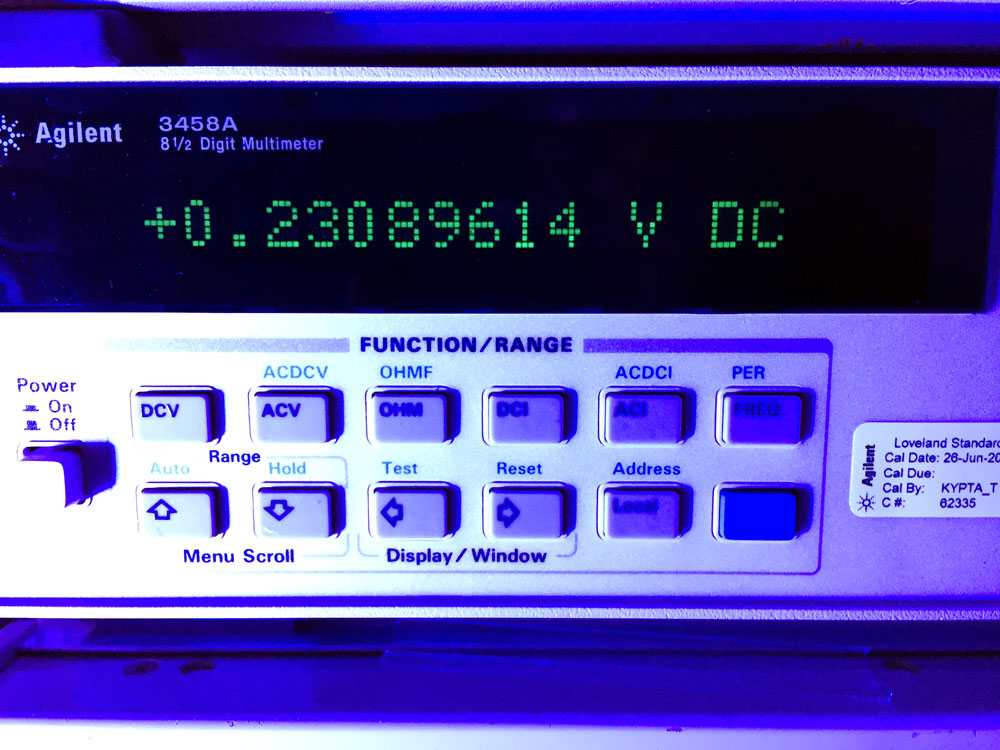 Agilent
3458A
8½ Digit Multimeter
+0.23089614 V DC
FUNCTION/RANGE
Power
On
Off
ACDCV
OHMF
ACDCI
PER
DCV
ACV
OHM
DCI
ACI
FREQ
Range
Auto
Hold
Test
Reset
Address
Local
Menu Scroll
Display/Window
Agilent
Loveland Standard
Cal Date: 26-Jun-20
Cal Due:
Cal By: KYPTA_T
C #: 62335